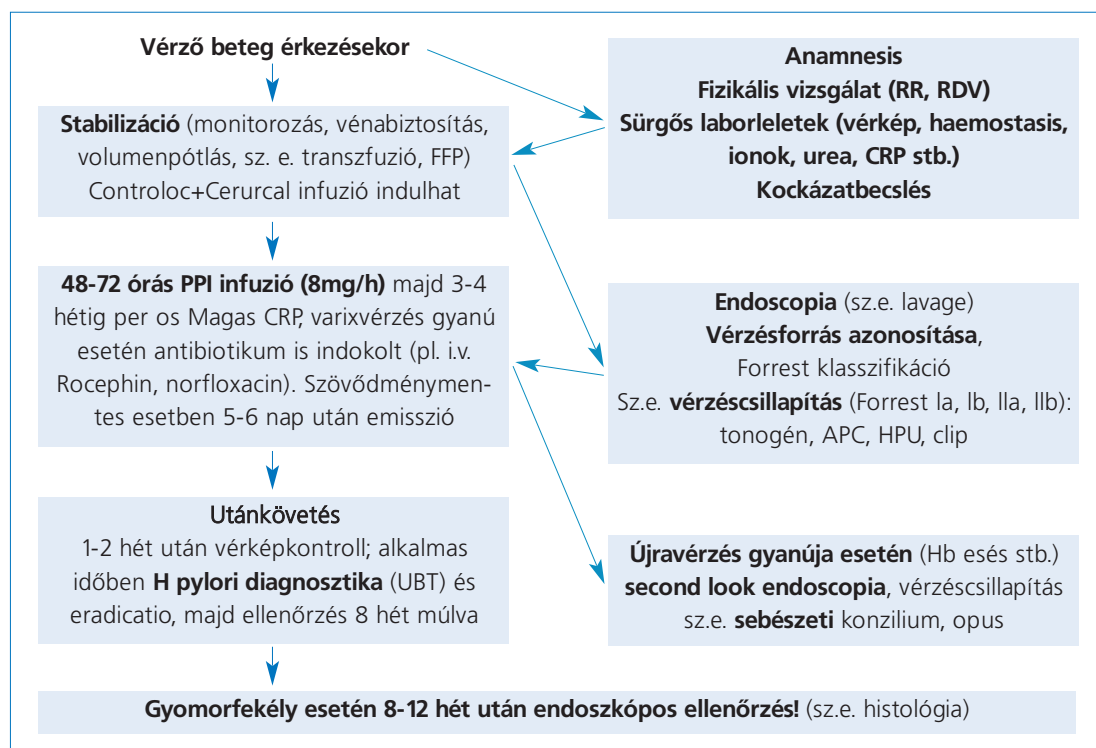 Vérző beteg érkezésekor
Stabilizáció (monitorozás, vénabiztosítás,
volumenpótlás, sz. e. transzfuzió, FFP)
Controloc+Cerurcal infuzió indulhat
Anamnesis
Fizikális vizsgálat (RR, RDV)
Sürgős laborleletek (vérkép, haemostasis,
ionok, urea, CRP stb.)
Kockázatbecslés
48-72 órás PPI infuzió (8mg/h) majd 3-4
hétig per os Magas CRP, varixvérzés gyanú
esetén antibiotikum is indokolt (pl. i.v.
Rocephin, norfloxacin). Szövődménymen-
tes esetben 5-6 nap után emisszió
Endoscopia (sz.e. lavage)
Vérzésforrás azonosítása,
Forrest klasszifikáció
Sz.e. vérzéscsillapítás (Forrest Ia, Ib, IIa, IIb):
tonogén, APC, HPU, clip
Utánkövetés
1-2 hét után vérképkontroll; alkalmas
időben H pylori diagnosztika (UBT) és
eradicatio, majd ellenőrzés 8 hét múlva
Újravérzés gyanúja esetén (Hb esés stb.)
second look endoscopia, vérzéscsillapítás
sz.e. sebészeti konzilium, opus
Gyomorfekély esetén 8-12 hét után endoszkópos ellenőrzés! (sz.e. histológia)